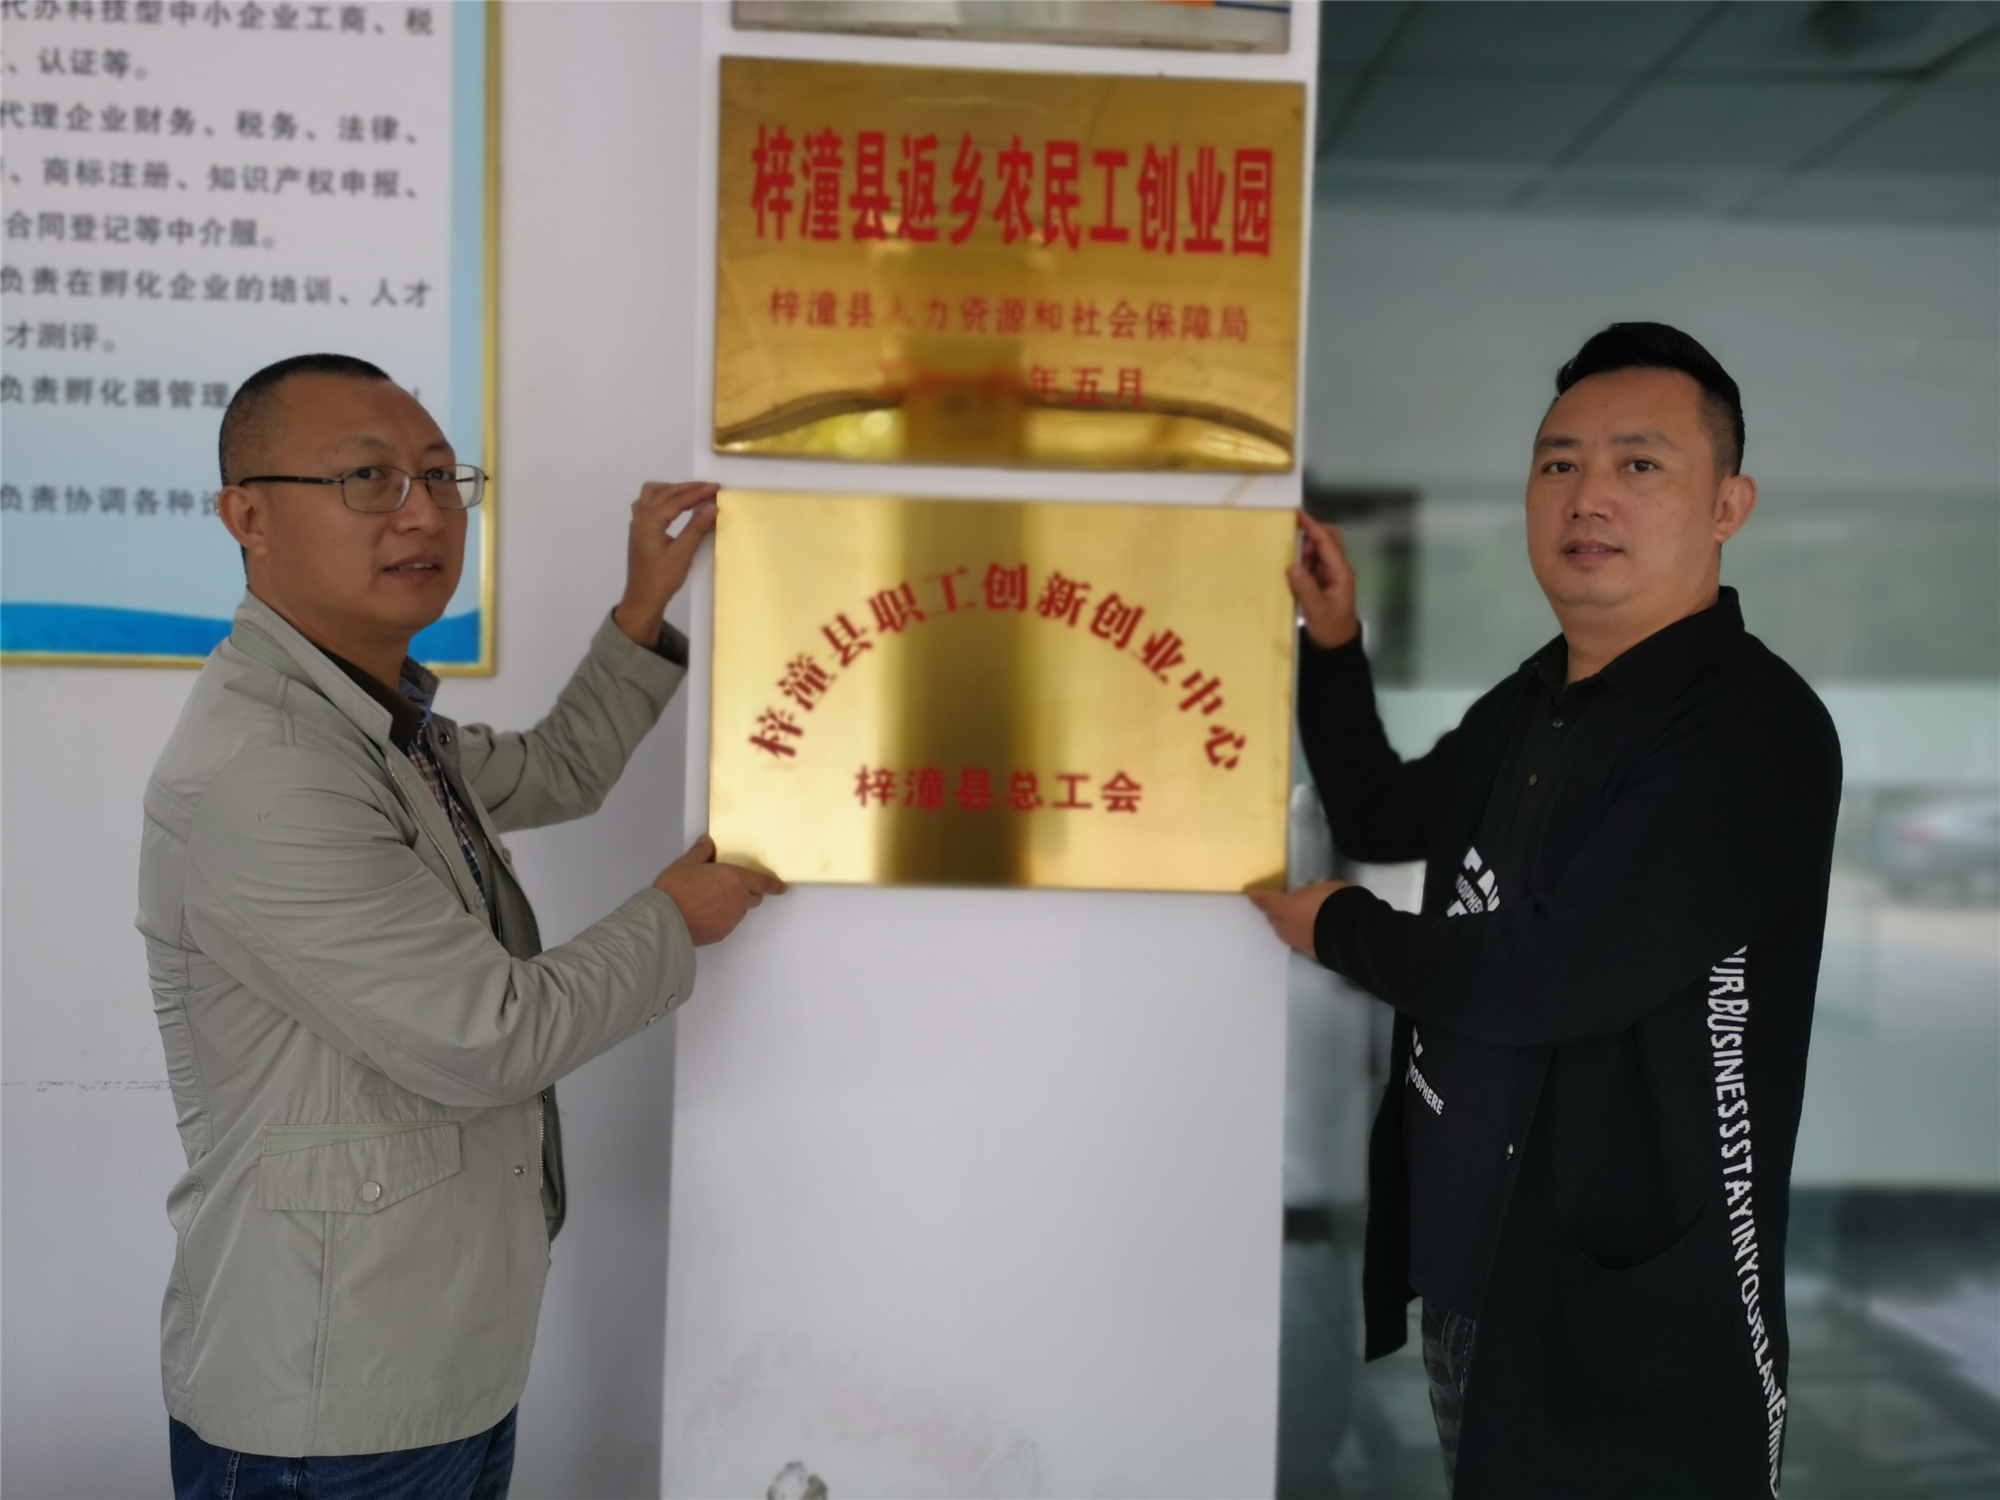 代办科技型中小企业工商、税
、认证等。
代理企业财务、税务、法律、
、商标注册、知识产权申报、
合同登记等中介服。
负责在孵化企业的培训、人才
才测评。
负责孵化器管理
负责协调各种
梓潼县返乡农民工创业园
梓潼县人力资源和社会保障局
年五月
梓潼县职工创新创业中心
梓潼县总工会
MOSPHERE
URBUSINESSSTAYINYOURLANE